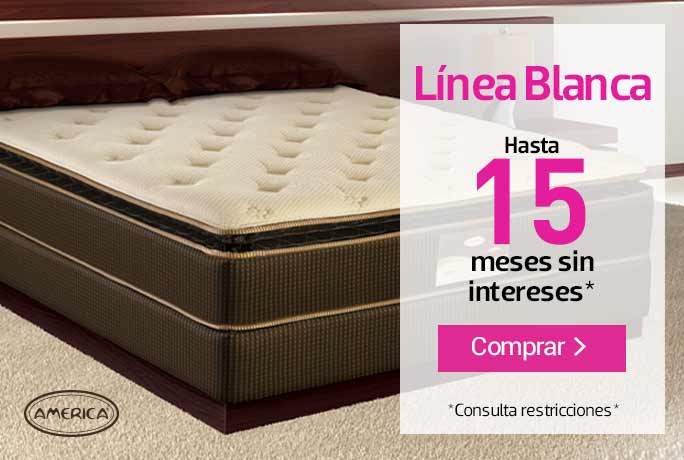 Línea Blanca
Hasta
15
meses sin
intereses*
Comprar >
*Consulta restricciones*
AMERICA